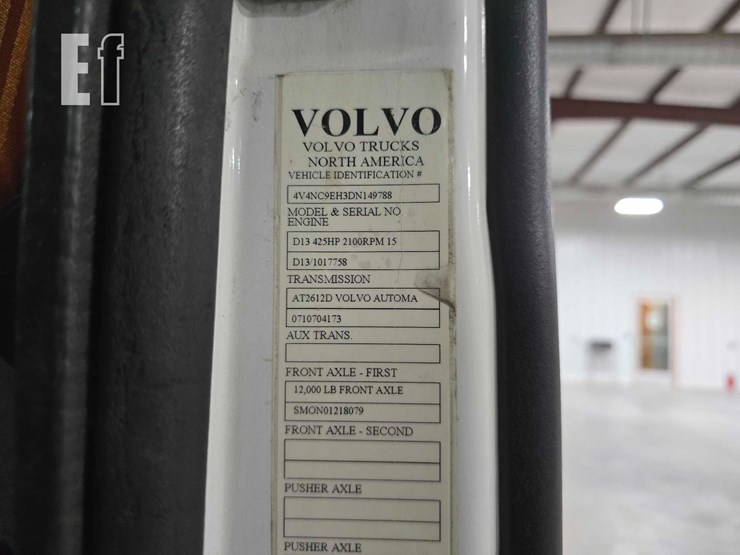 Ef
VOLVO
VOLVO TRUCKS
NORTH AMERICA
VEHICLE IDENTIFICATION #
4V4NC9EH3DN149788
MODEL & SERIAL NO
ENGINE
D13 425HP 2100RPM 15
D13/1017758
TRANSMISSION
AT2612D VOLVO AUTOMA
0710704173
AUX TRANS.
FRONT AXLE - FIRST
12,000 LB FRONT AXLE
SMON01218079
FRONT AXLE - SECOND
PUSHER AXLE
PUSHER AXLE